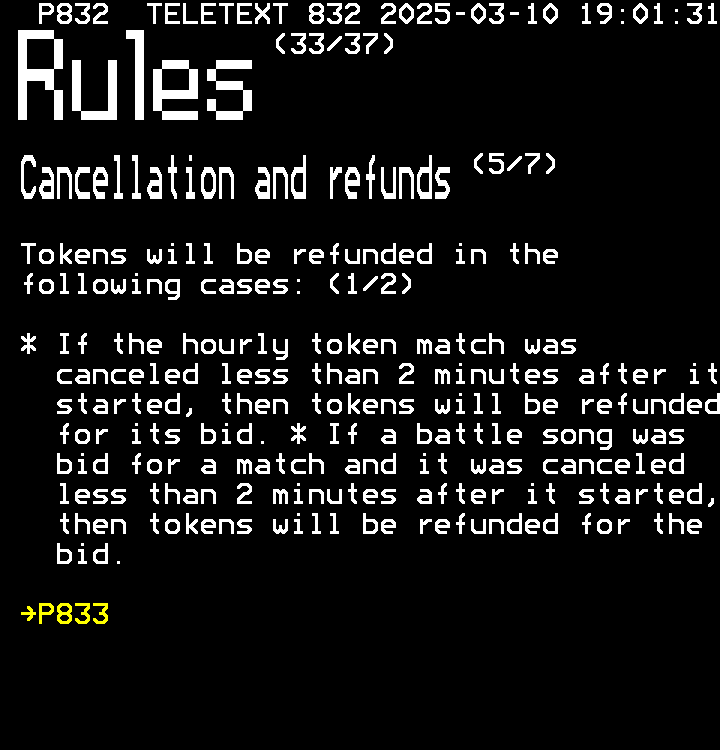 P832 TELETEXT 832 2025-03-10 19:01:31
Rules (33/37)
Cancellation and refunds (5/7)
Tokens will be refunded in the
following cases: (1/2)
* If the hourly token match was
canceled less than 2 minutes after it
started, then tokens will be refunded
for its bid. * If a battle song was
bid for a match and it was canceled
less than 2 minutes after it started,
then tokens will be refunded for the
bid.
→P833